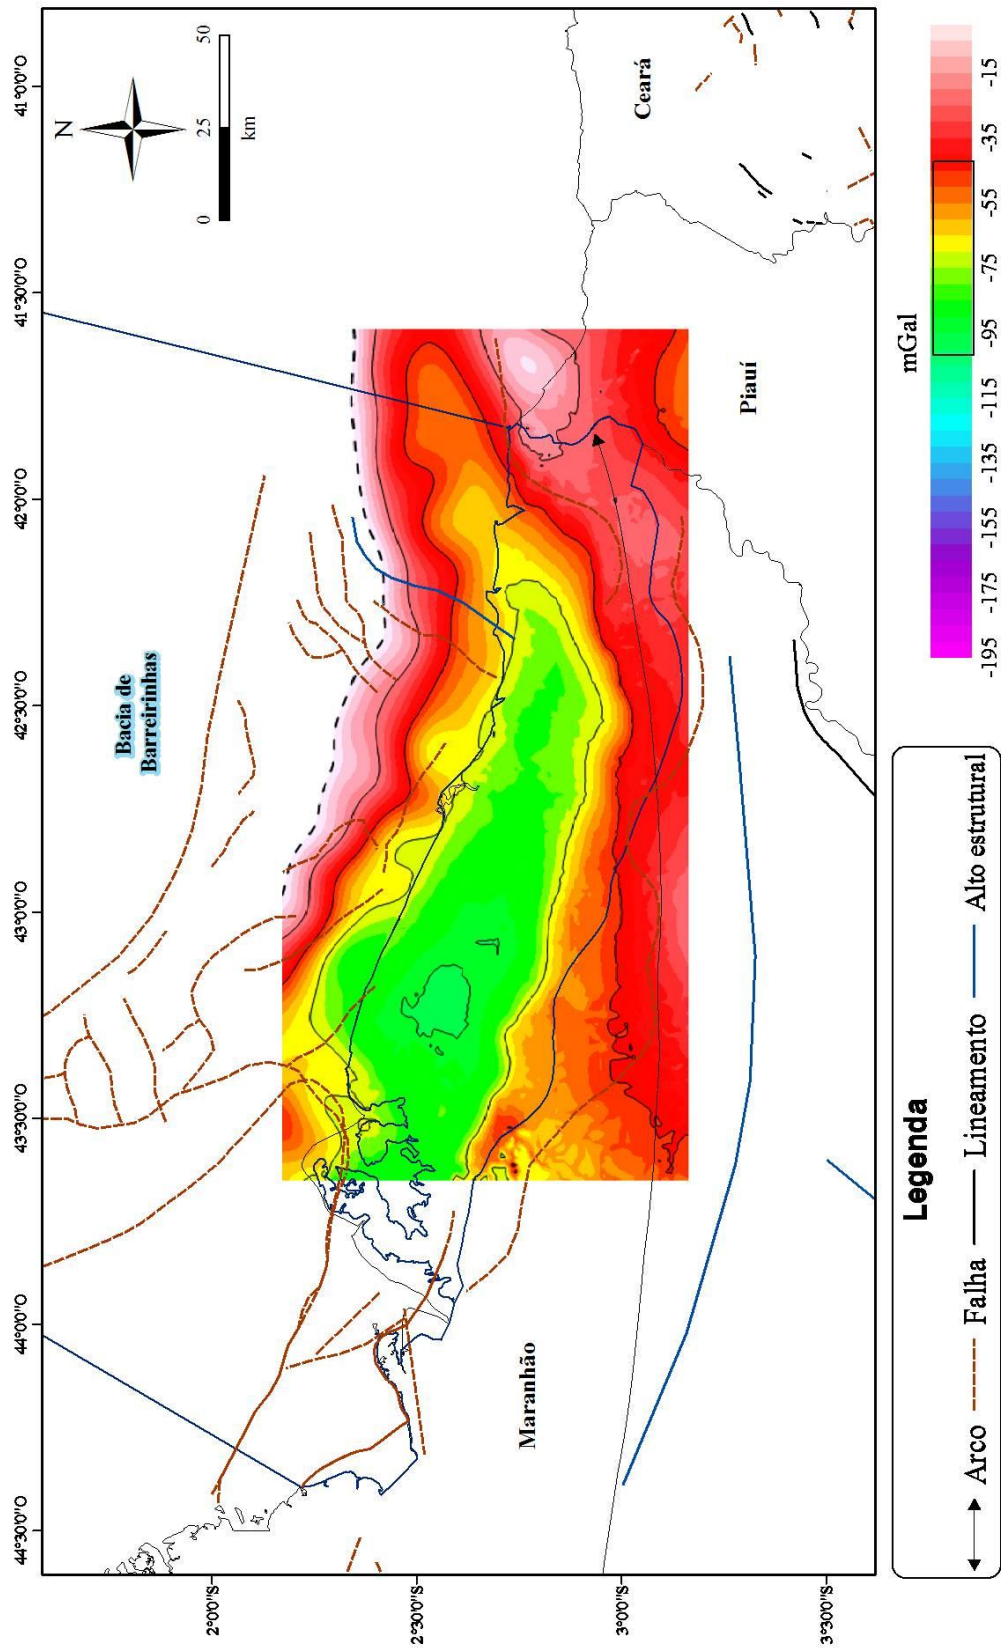 44°30'0"O
44°0'0"O
43°30'0"O
43°0'0"O
42°30'0"O
42°0'0"O
41°30'0"O
41°0'0"O
2°0'0"S
2°30'0"S
3°0'0"S
3°30'0"S
N
0 25 50
km
Bacia de
Barreirinhas
Maranhão
Piauí
Ceará
Legenda
Arco
Falha
Lineamento
Alto estrutural
mGal
-195 -175 -155 -135 -115 -95 -75 -55 -35 -15